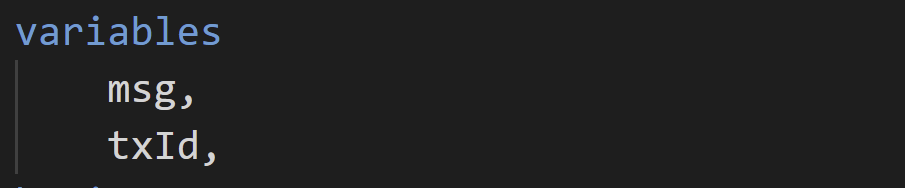 variables
msg,
txId,